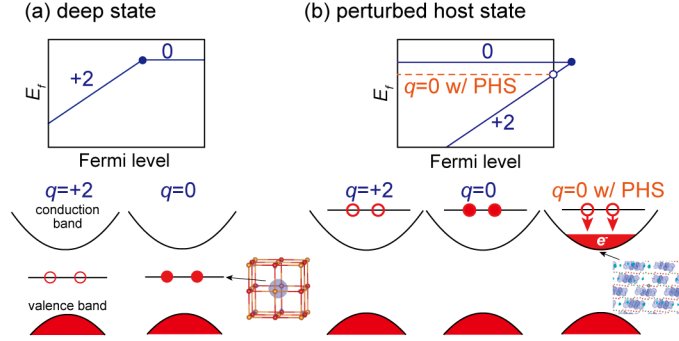 (a) deep state
(b) perturbed host state
0
+2
E_f
Fermi level
0
q=0 w/ PHS
+2
E_f
Fermi level
q=+2
q=0
conduction
band
valence band
q=+2
q=0
q=0 w/ PHS
e-